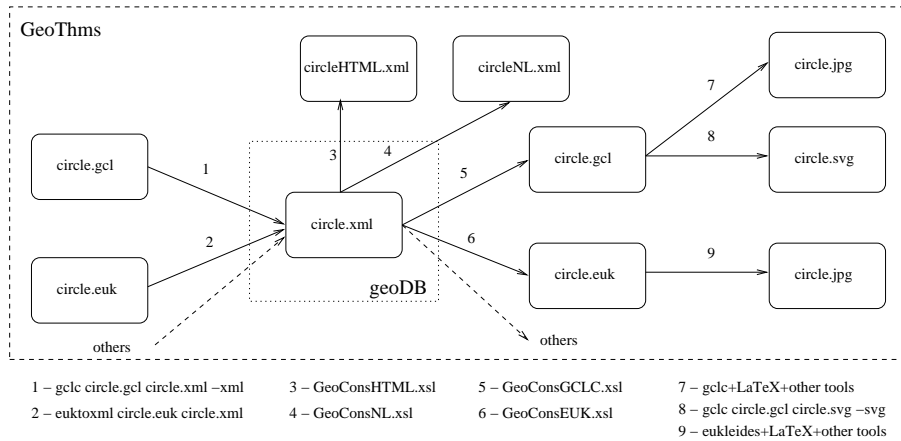 GeoThms
circleHTML.xml
circleNL.xml
circle.jpg
7
circle.gcl
1
3
4
5
circle.gcl
8
circle.svg
circle.xml
2
6
circle.euk
geoDB
circle.euk
9
circle.jpg
others
others
1 – gclc circle.gcl circle.xml –xml
3 – GeoConsHTML.xsl
5 – GeoConsGCLC.xsl
7 – gclc+LaTeX+other tools
2 – euktoxml circle.euk circle.xml
4 – GeoConsNL.xsl
6 – GeoConsEUK.xsl
8 – gclc circle.gcl circle.svg –svg
9 – eukleides+LaTeX+other tools